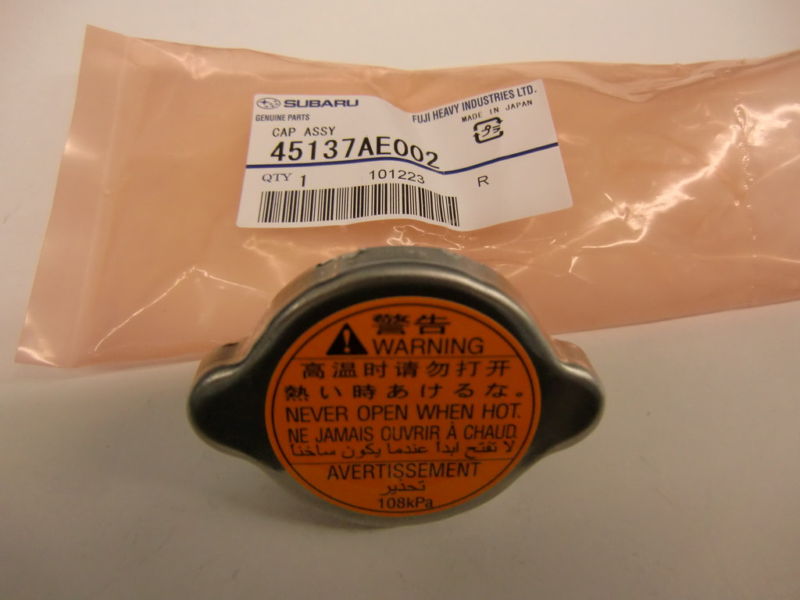 SUBARU
GENUINE PARTS
FUJI HEAVY INDUSTRIES LTD.
MADE IN JAPAN
CAP ASSY
45137AE002
QTY 1
101223
R
警告
WARNING
高温时请勿打开
熱い時あけるな。
NEVER OPEN WHEN HOT.
NE JAMAIS OUVRIR À CHAUD.
لا تفتح ابدا عندما يكون ساخنا
AVERTISSEMENT
تحذير
108kPa